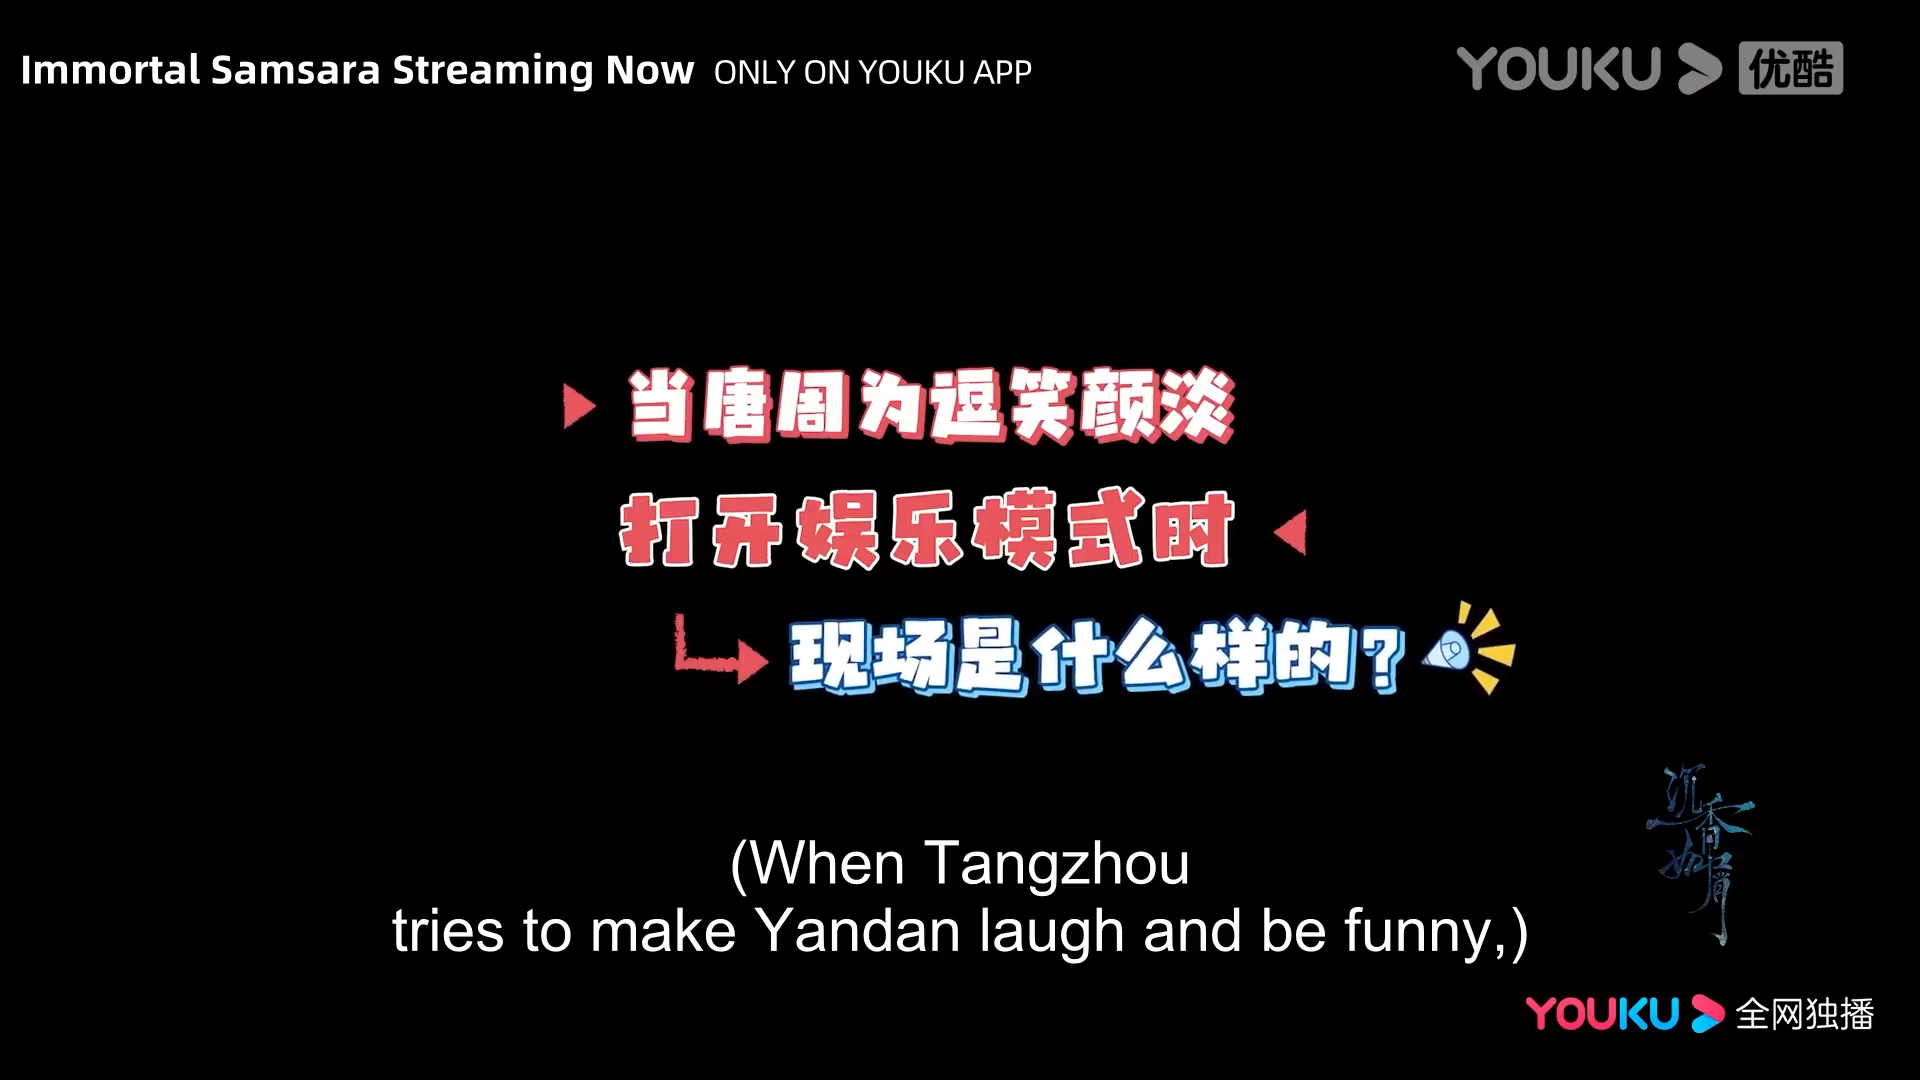 Immortal Samsara Streaming Now ONLY ON YOUKU APP
YOUKU 优酷
当唐周为逗笑颜淡
打开娱乐模式时
现场是什么样的?
沉香如屑
(When Tangzhou
tries to make Yandan laugh and be funny,)
YOUKU 全网独播